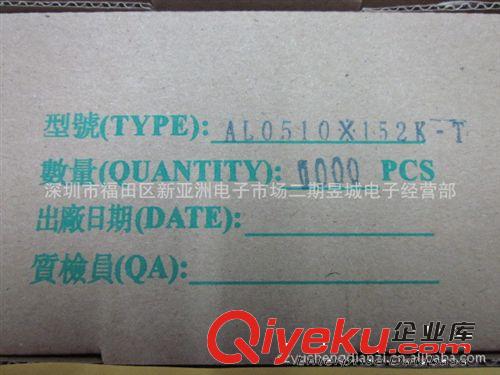 型號(TYPE): AL0510X152K-T
數量(QUANTITY): 1000 PCS
深圳市福田区新亚洲电子市场二期昱城电子经营部
出廠日期(DATE):
質檢員(QA):
Qiyeku.com 企业库